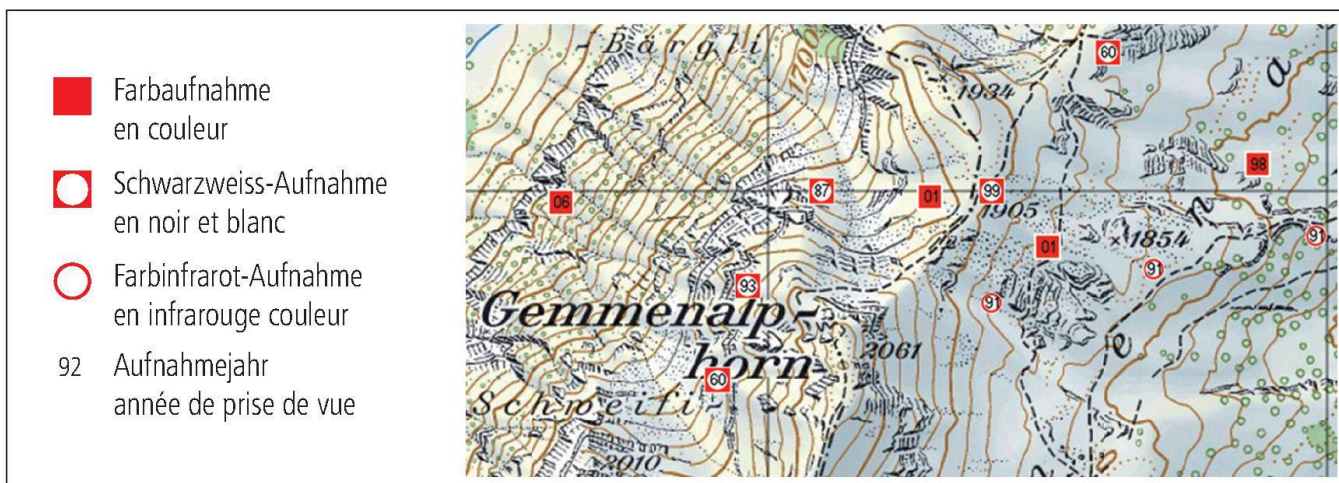 Farbaufnahme
en couleur
Schwarzweiss-Aufnahme
en noir et blanc
Farbinfrarot-Aufnahme
en infrarouge couleur
92 Aufnahmejahr
année de prise de vue
Bärgli
1700
1934
60
98
06
87
01
99
1905
91
01
1854
91
93
91
Gemmenalp-
horn
2061
60
Schweifi
2010
a
n
e